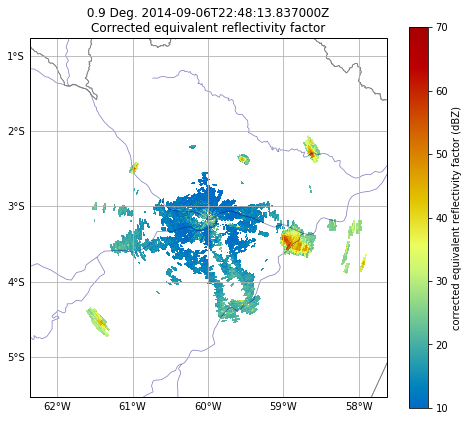 0.9 Deg. 2014-09-06T22:48:13.837000Z
Corrected equivalent reflectivity factor
1°S
2°S
3°S
4°S
5°S
62°W 61°W 60°W 59°W 58°W
70
60
50
40
30
20
10
corrected equivalent reflectivity factor (dBZ)